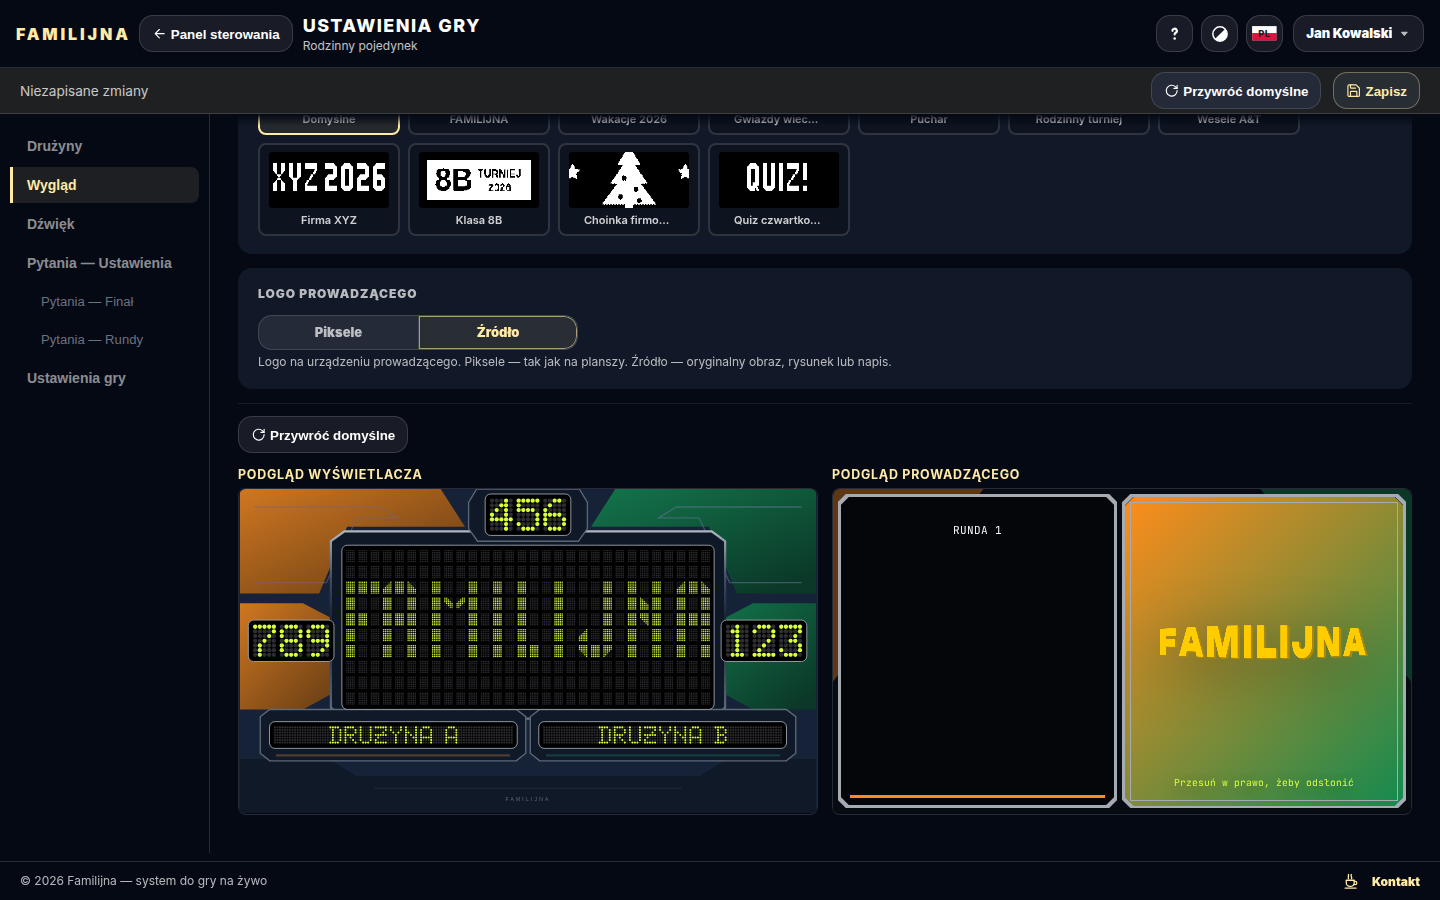 FAMILIJNA
Panel sterowania
USTAWIENIA GRY
Rodzinny pojedynek
?
PL
Jan Kowalski
Niezapisane zmiany
Przywróć domyślne
Zapisz
Drużyny
Wygląd
Dźwięk
Pytania — Ustawienia
Pytania — Finał
Pytania — Rundy
Ustawienia gry
Domyślne
FAMILIJNA
Wakacje 2026
Gwiazdy wiec...
Puchar
Rodzinny turniej
Wesele A&T
XYZ 2026
Firma XYZ
8B TURNIEJ 2026
Klasa 8B
Choinka firmo...
QUIZ!
Quiz czwartko...
LOGO PROWADZĄCEGO
Piksele
Źródło
Logo na urządzeniu prowadzącego. Piksele — tak jak na planszy. Źródło — oryginalny obraz, rysunek lub napis.
Przywróć domyślne
PODGLĄD WYŚWIETLACZA
456
FAMILIJNA
789
123
DRUŻYNA A
DRUŻYNA B
FAMILIJNA
PODGLĄD PROWADZĄCEGO
RUNDA 1
FAMILIJNA
Przesuń w prawo, żeby odsłonić
© 2026 Familijna — system do gry na żywo
Kontakt